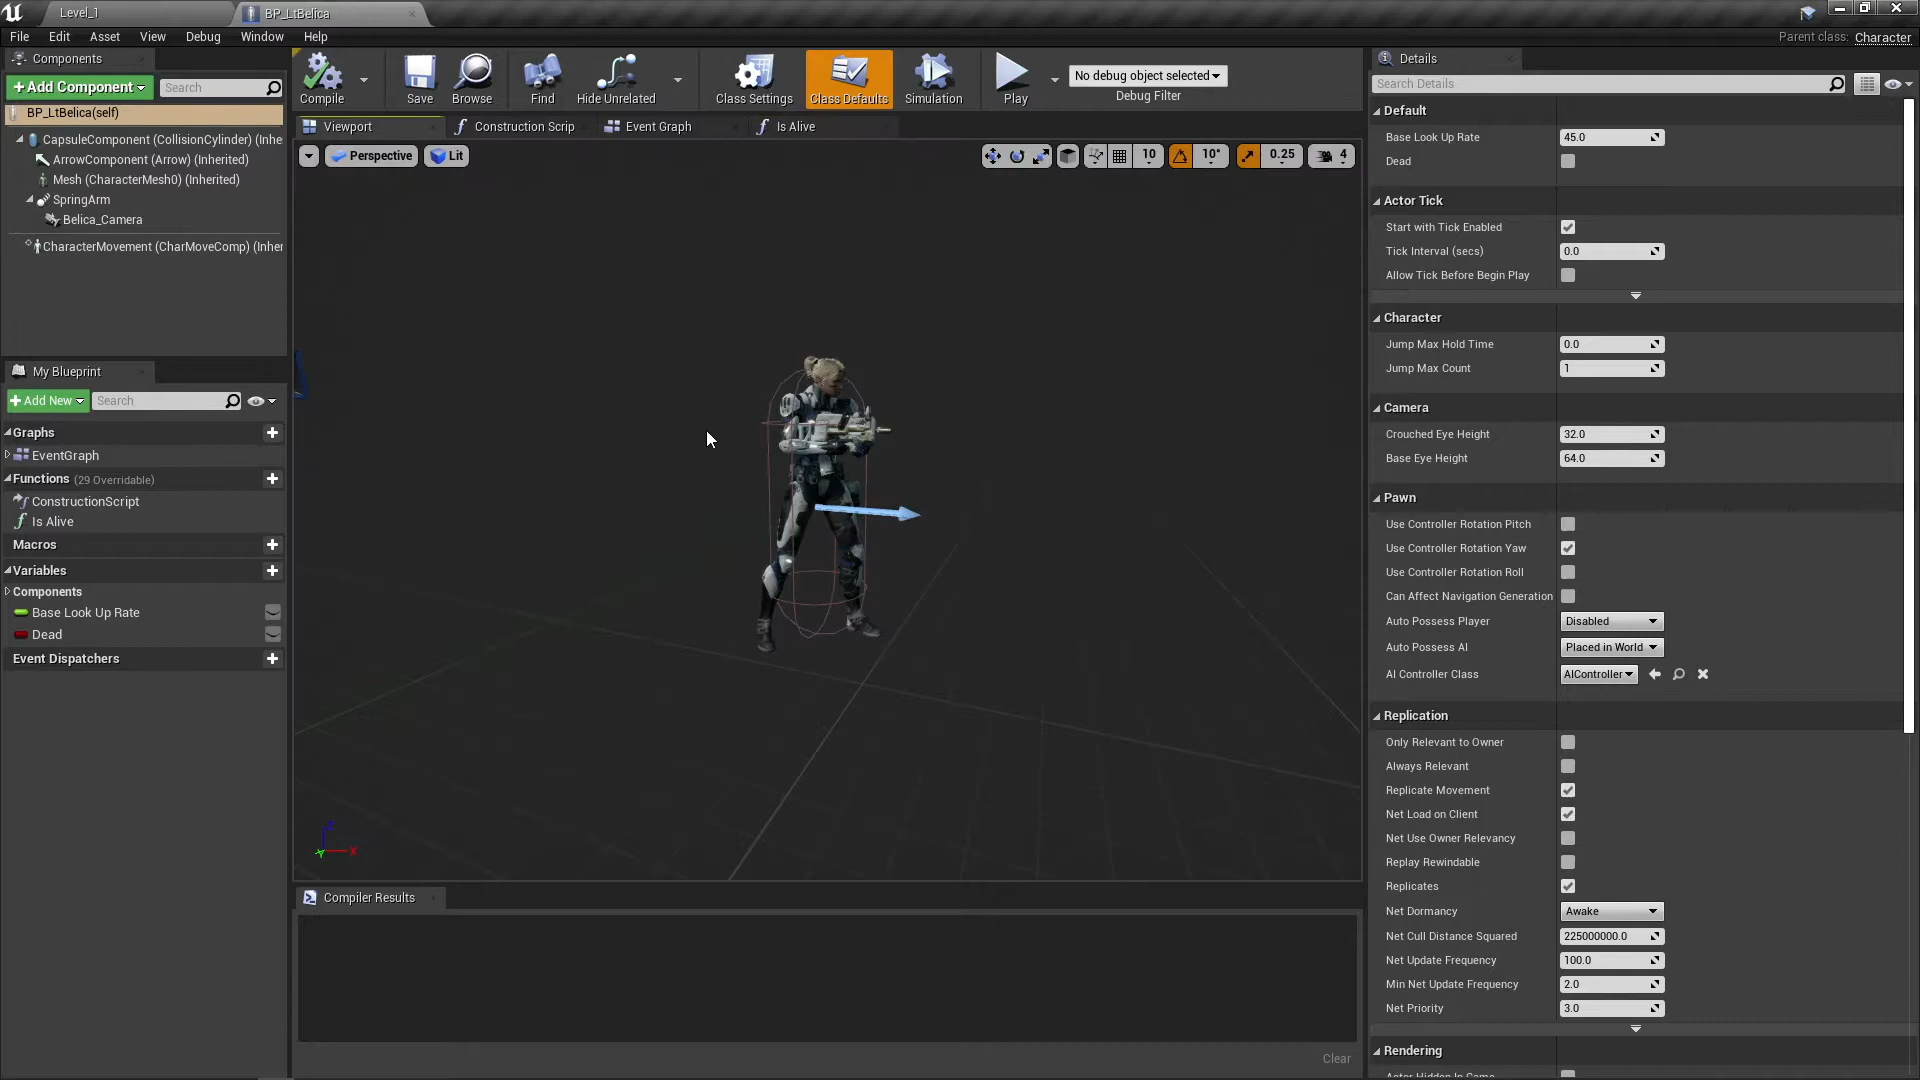 Level_1
BP_LtBelica
File Edit Asset View Debug Window Help
Parent class: Character
Components
+Add Component
Search
BP_LtBelica(self)
CapsuleComponent (CollisionCylinder) (Inhe
ArrowComponent (Arrow) (Inherited)
Mesh (CharacterMesh0) (Inherited)
SpringArm
Belica_Camera
CharacterMovement (CharMoveComp) (Inher
My Blueprint
+Add New
Search
Graphs
EventGraph
Functions (29 Overridable)
ConstructionScript
Is Alive
Macros
Variables
Components
Base Look Up Rate
Dead
Event Dispatchers
Compile
Save
Browse
Find
Hide Unrelated
Class Settings
Class Defaults
Simulation
Play
No debug object selected
Debug Filter
Viewport
Construction Scrip
Event Graph
Is Alive
Perspective
Lit
10
10°
0.25
4
Z
Y
X
Compiler Results
Clear
Details
Search Details
Default
Base Look Up Rate 45.0
Dead
Actor Tick
Start with Tick Enabled
Tick Interval (secs) 0.0
Allow Tick Before Begin Play
Character
Jump Max Hold Time 0.0
Jump Max Count 1
Camera
Crouched Eye Height 32.0
Base Eye Height 64.0
Pawn
Use Controller Rotation Pitch
Use Controller Rotation Yaw
Use Controller Rotation Roll
Can Affect Navigation Generation
Auto Possess Player Disabled
Auto Possess AI Placed in World
AI Controller Class AIController
Replication
Only Relevant to Owner
Always Relevant
Replicate Movement
Net Load on Client
Net Use Owner Relevancy
Replay Rewindable
Replicates
Net Dormancy Awake
Net Cull Distance Squared 225000000.0
Net Update Frequency 100.0
Min Net Update Frequency 2.0
Net Priority 3.0
Rendering
Actor Hidden In Game